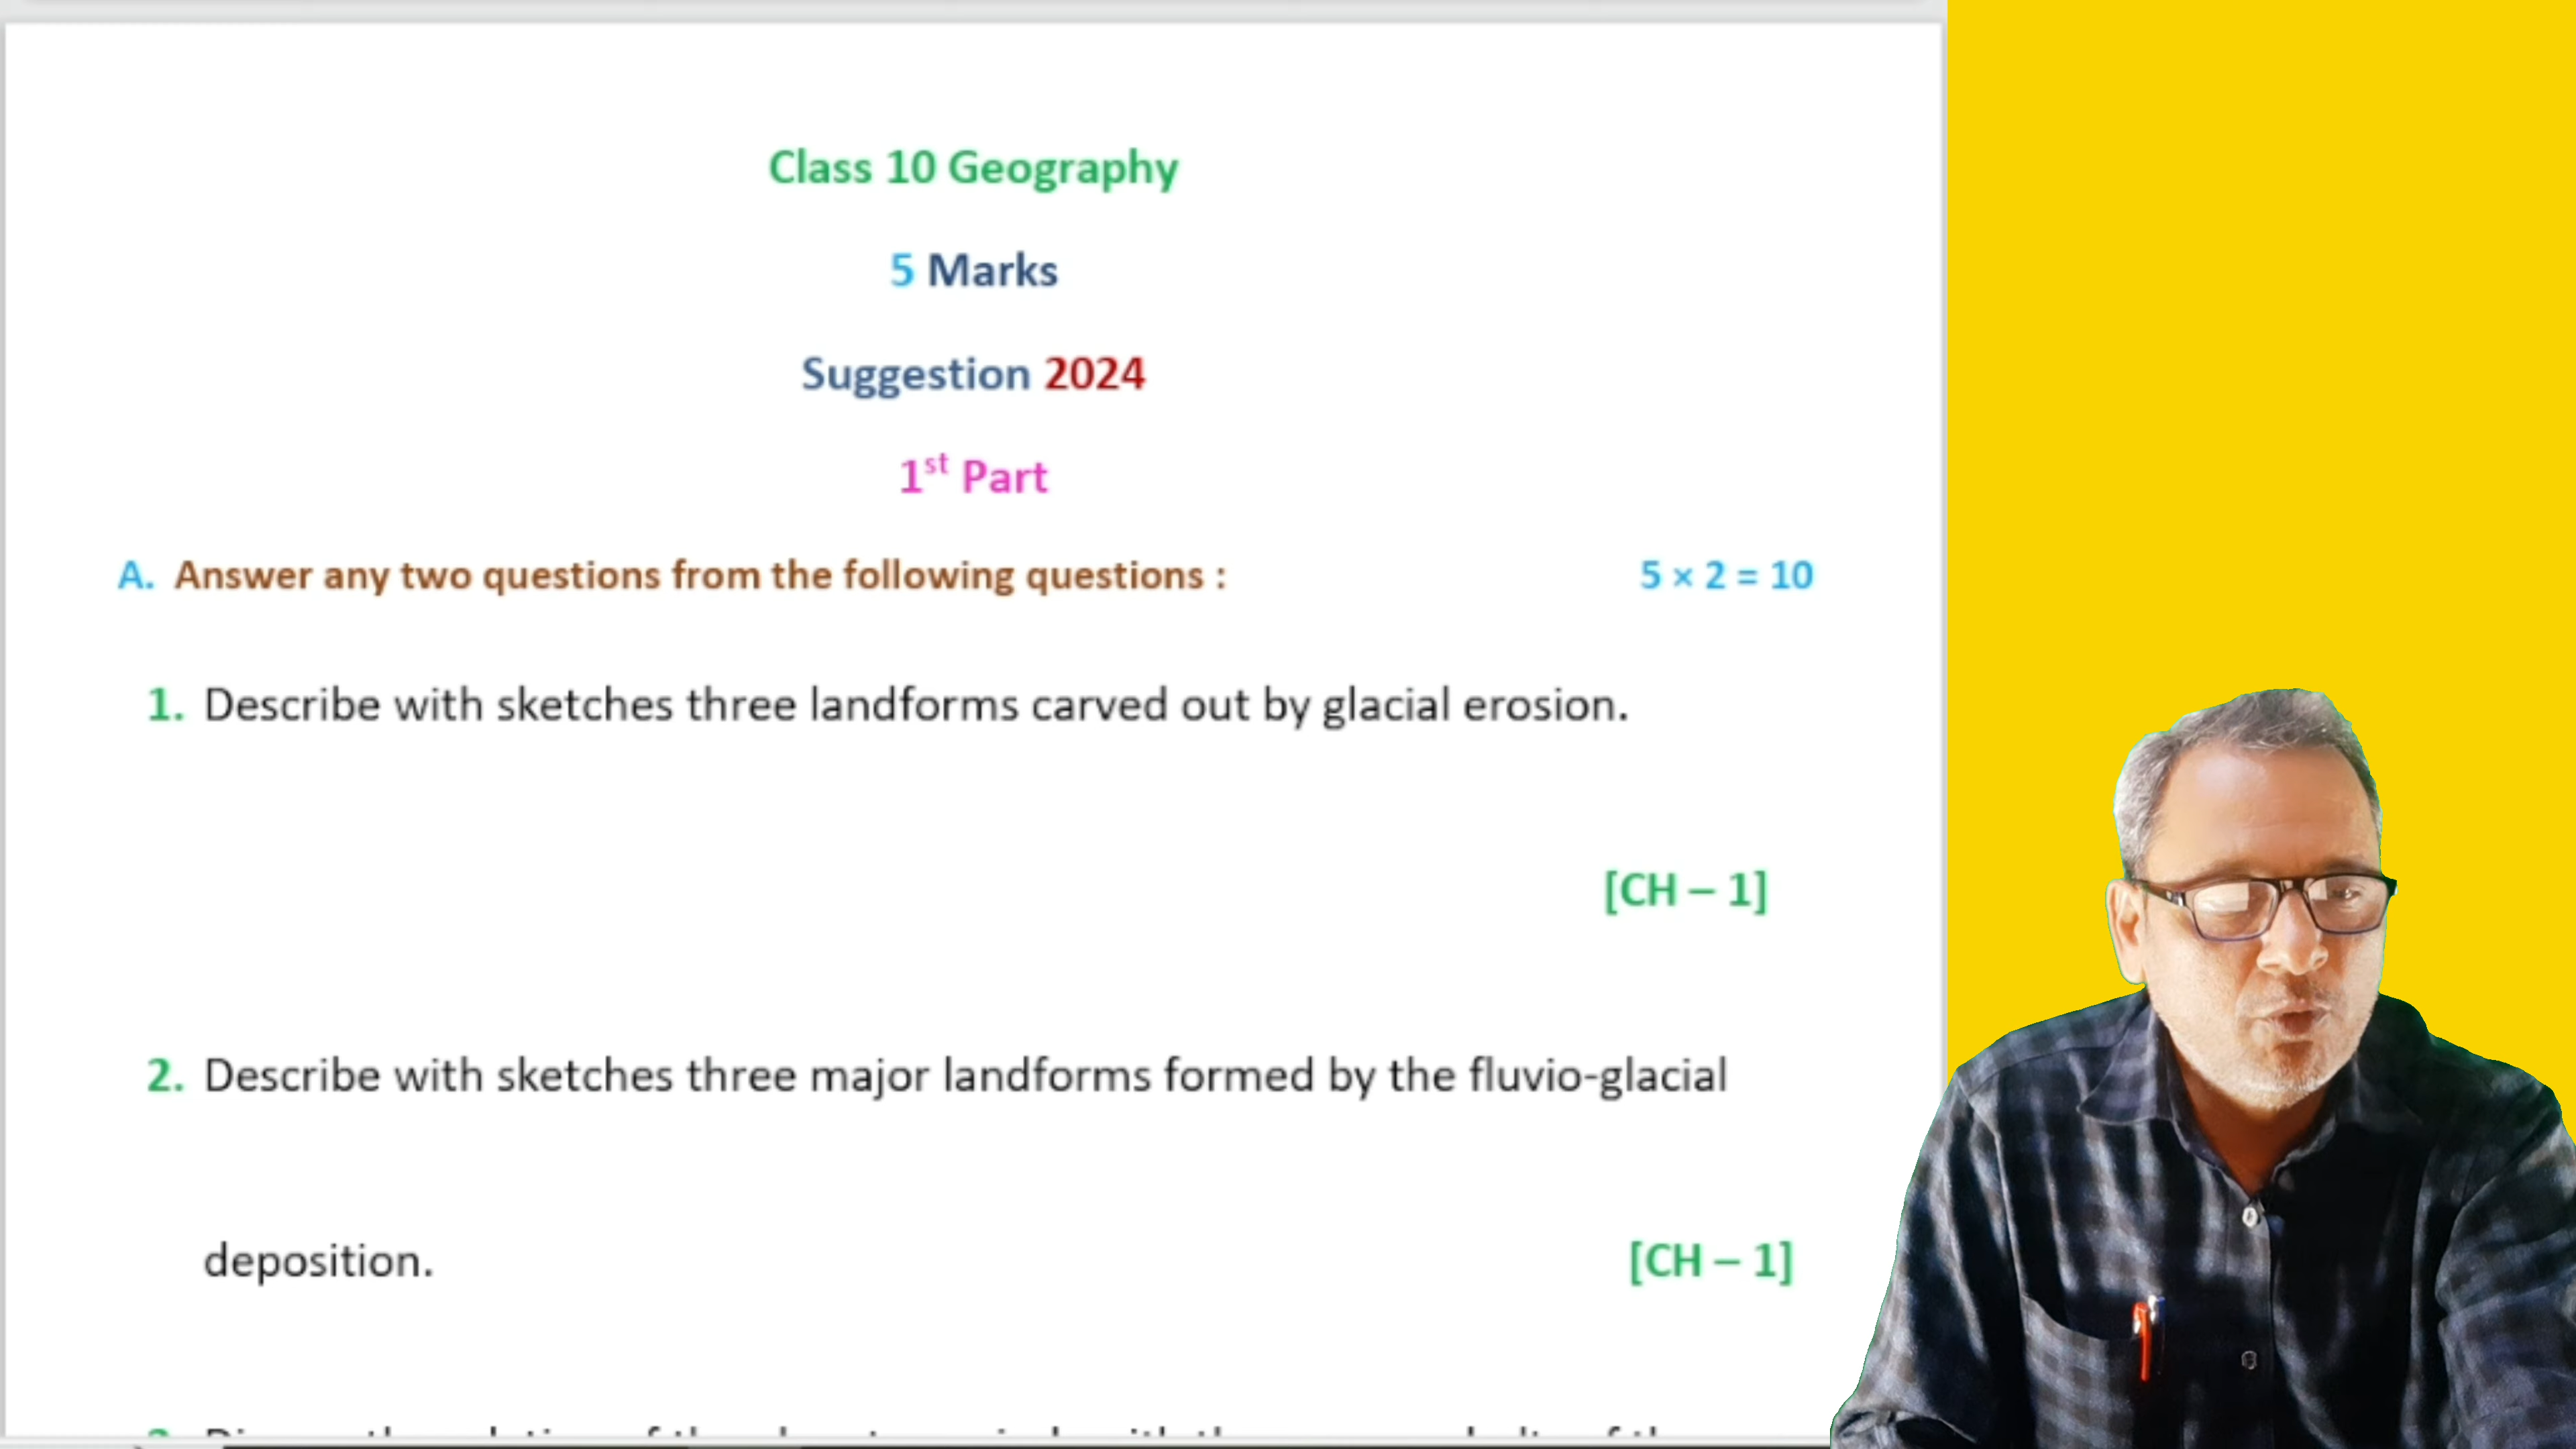 Class 10 Geography
5 Marks
Suggestion 2024
1st Part
A. Answer any two questions from the following questions : 5 × 2 = 10
1. Describe with sketches three landforms carved out by glacial erosion.
[CH – 1]
2. Describe with sketches three major landforms formed by the fluvio-glacial
deposition. [CH – 1]